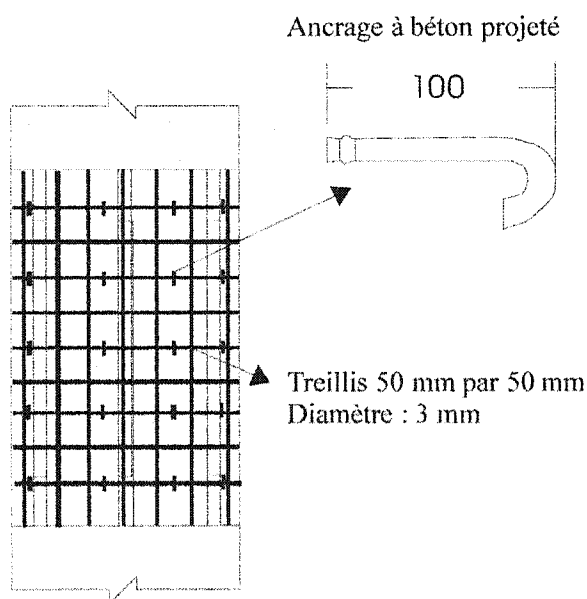 Ancrage à béton projeté
100
Treillis 50 mm par 50 mm
Diamètre : 3 mm